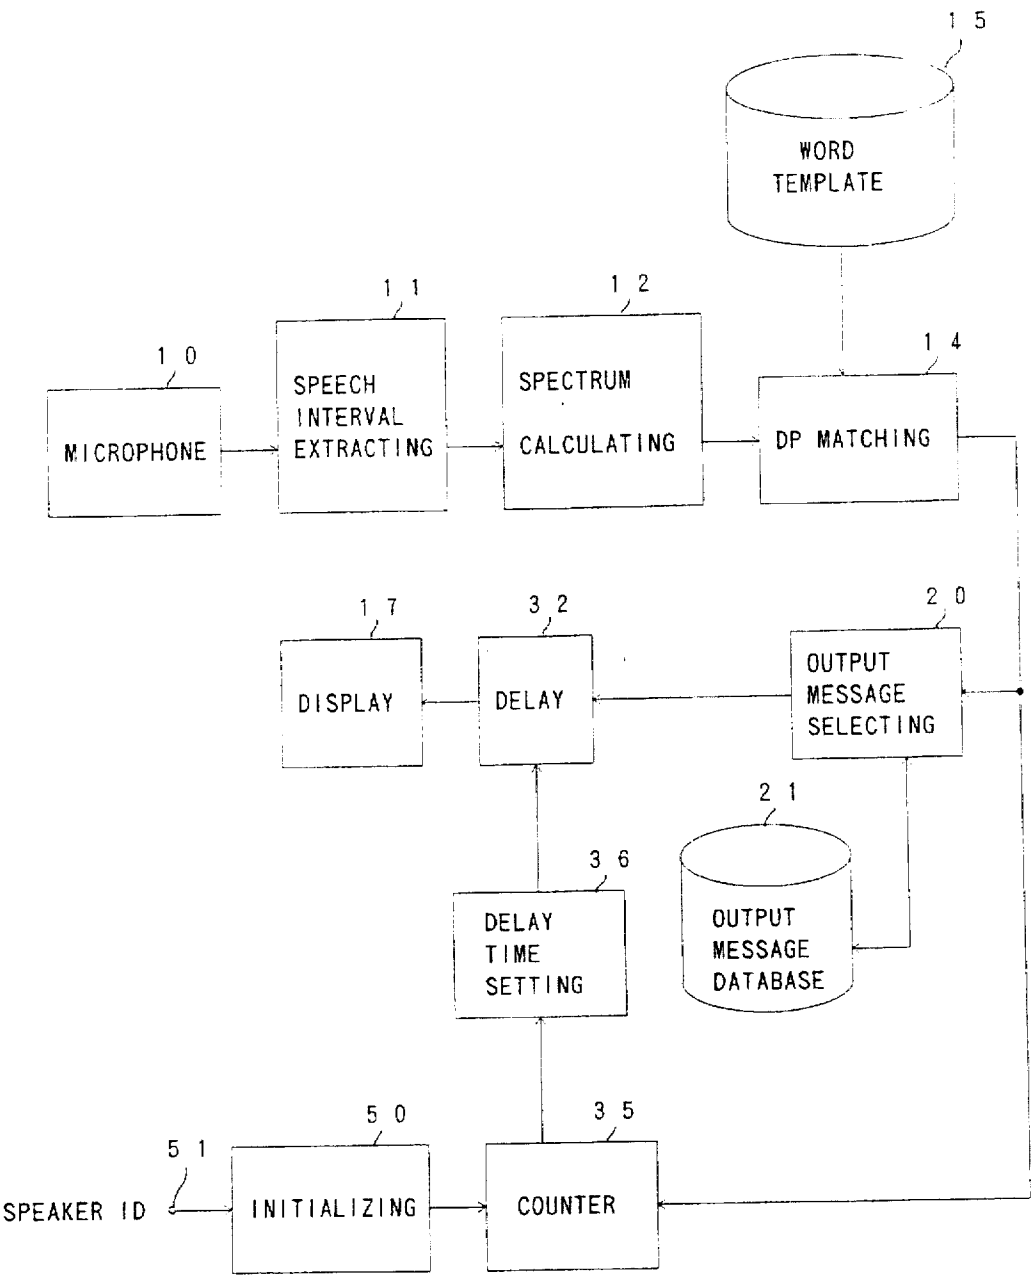 15
WORD
TEMPLATE
11
12
10
14
SPEECH
INTERVAL
EXTRACTING
SPECTRUM
CALCULATING
MICROPHONE
DP MATCHING
17
32
20
DISPLAY
DELAY
OUTPUT
MESSAGE
SELECTING
21
OUTPUT
MESSAGE
DATABASE
36
DELAY
TIME
SETTING
51
50
35
SPEAKER ID
INITIALIZING
COUNTER